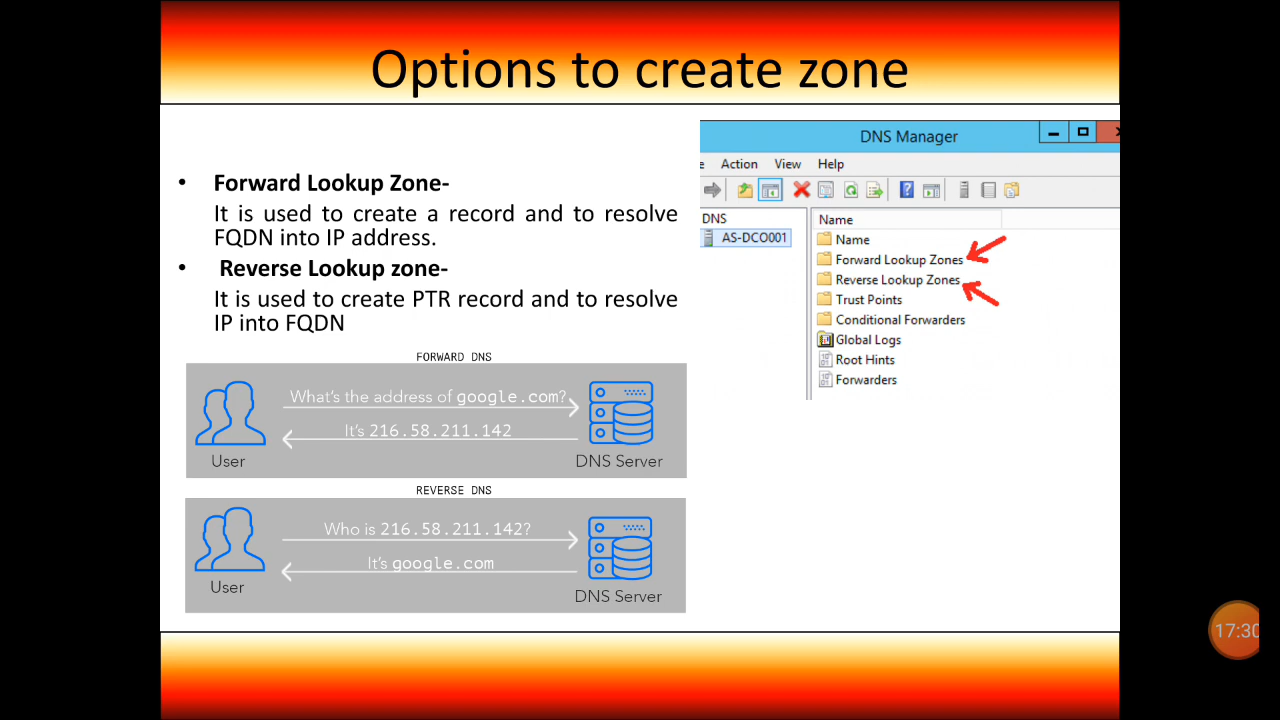 Options to create zone
• Forward Lookup Zone-
It is used to create a record and to resolve
FQDN into IP address.
• Reverse Lookup zone-
It is used to create PTR record and to resolve
IP into FQDN
FORWARD DNS
What's the address of google.com?
It's 216.58.211.142
User
DNS Server
REVERSE DNS
Who is 216.58.211.142?
It's google.com
User
DNS Server
DNS Manager
Action View Help
DNS
AS-DCO001
Name
Name
Forward Lookup Zones
Reverse Lookup Zones
Trust Points
Conditional Forwarders
Global Logs
Root Hints
Forwarders
17:30